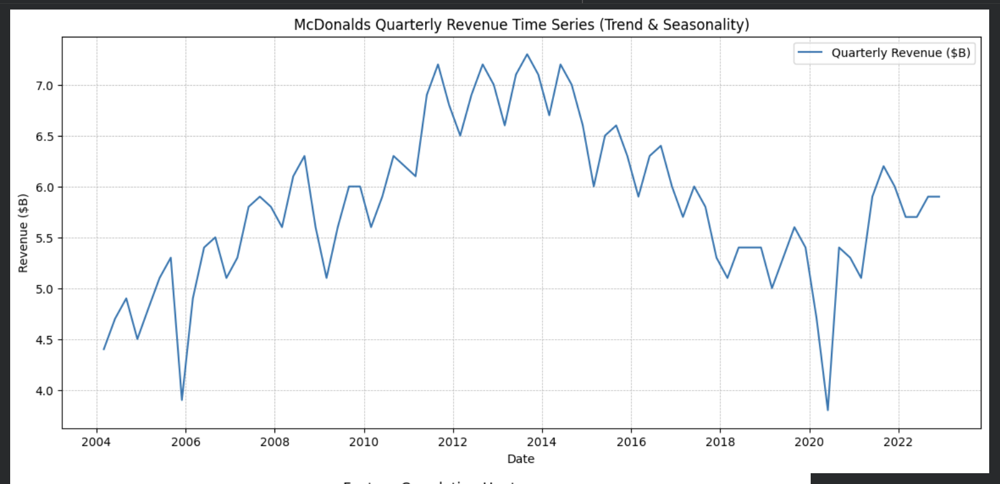 McDonalds Quarterly Revenue Time Series (Trend & Seasonality)
Quarterly Revenue ($B)
Revenue ($B)
7.0
6.5
6.0
5.5
5.0
4.5
4.0
2004 2006 2008 2010 2012 2014 2016 2018 2020 2022
Date